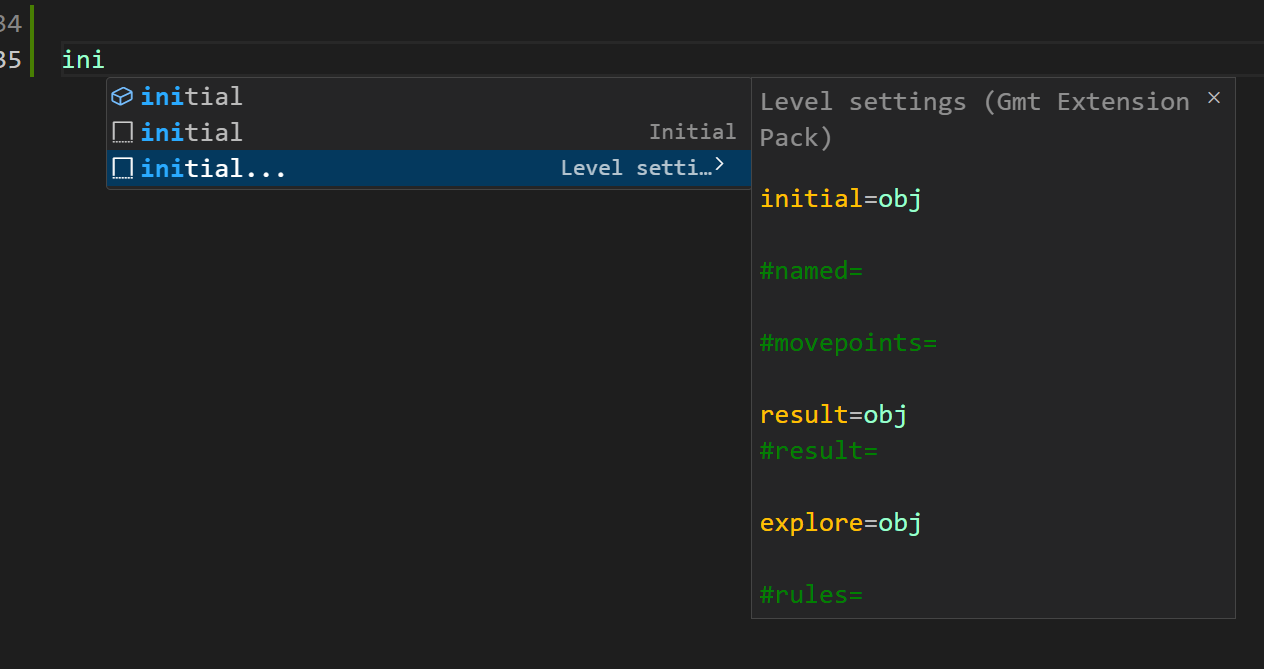 34
35 ini
initial
initial Initial
initial... Level setti…
Level settings (Gmt Extension
Pack)
initial=obj
#named=
#movepoints=
result=obj
#result=
explore=obj
#rules=